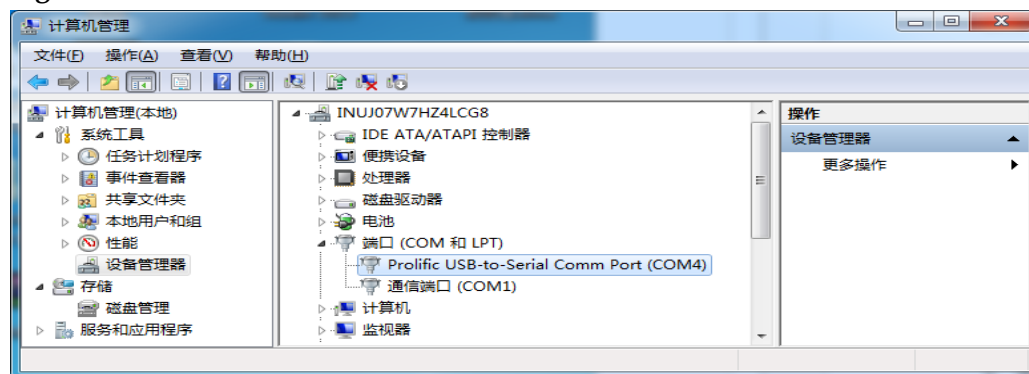 计算机管理
文件(F) 操作(A) 查看(V) 帮助(H)
计算机管理(本地)
系统工具
任务计划程序
事件查看器
共享文件夹
本地用户和组
性能
设备管理器
存储
磁盘管理
服务和应用程序
INUJ07W7HZ4LCG8
IDE ATA/ATAPI 控制器
便携设备
处理器
磁盘驱动器
电池
端口 (COM 和 LPT)
Prolific USB-to-Serial Comm Port (COM4)
通信端口 (COM1)
计算机
监视器
操作
设备管理器
更多操作